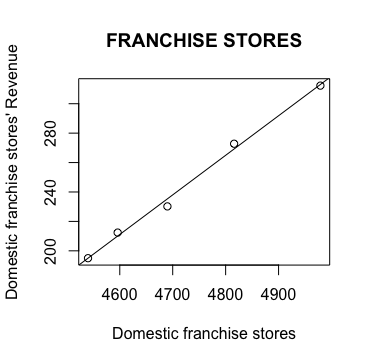 FRANCHISE STORES
Domestic franchise stores' Revenue
280
240
200
4600 4700 4800 4900
Domestic franchise stores